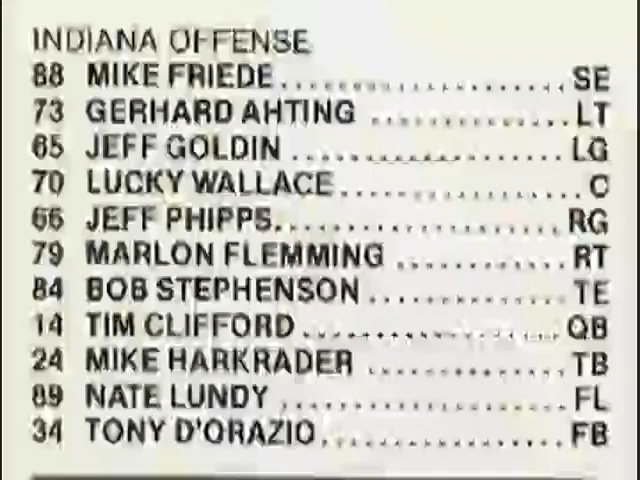 INDIANA OFFENSE
88 MIKE FRIEDE.............................SE
73 GERHARD AHTING ....................LT
65 JEFF GOLDIN ...........................LG
70 LUCKY WALLACE......................C
66 JEFF PHIPPS............................RG
79 MARLON FLEMMING ................RT
84 BOB STEPHENSON....................TE
14 TIM CLIFFORD .........................QB
24 MIKE HARKRADER ...................TB
89 NATE LUNDY ...........................FL
34 TONY D'ORAZIO.......................FB